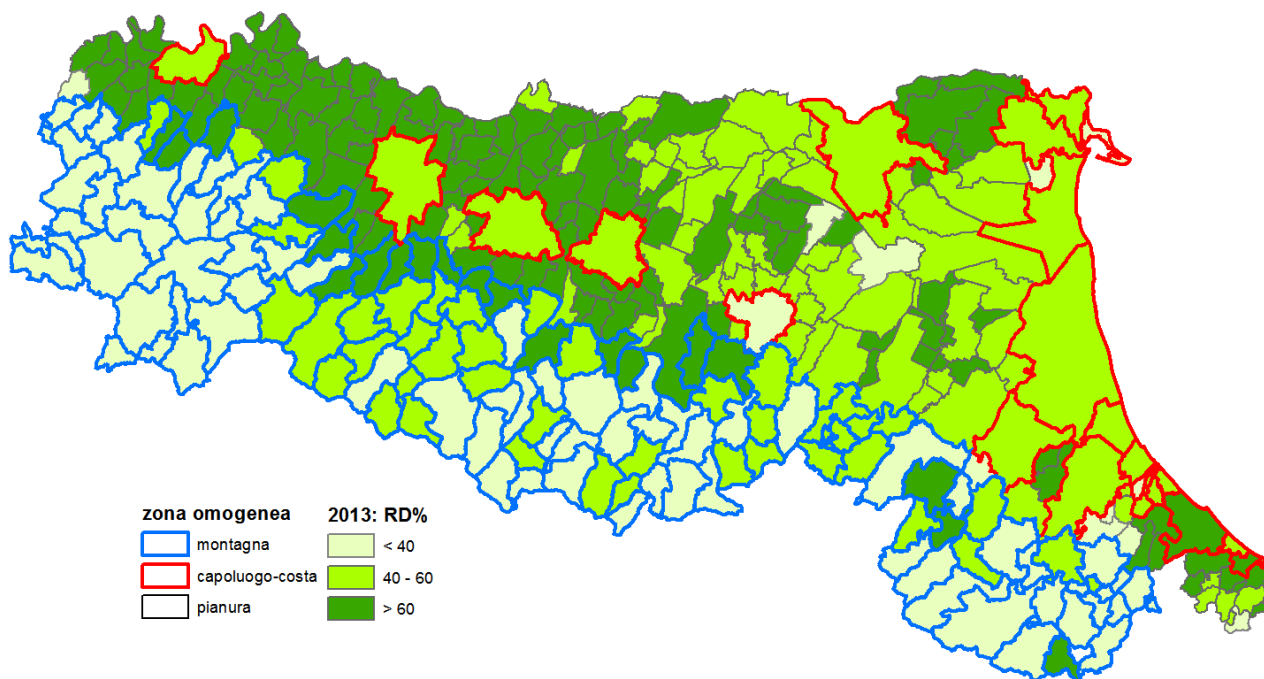 zona omogenea
montagna
capoluogo-costa
pianura
2013: RD%
< 40
40 - 60
> 60